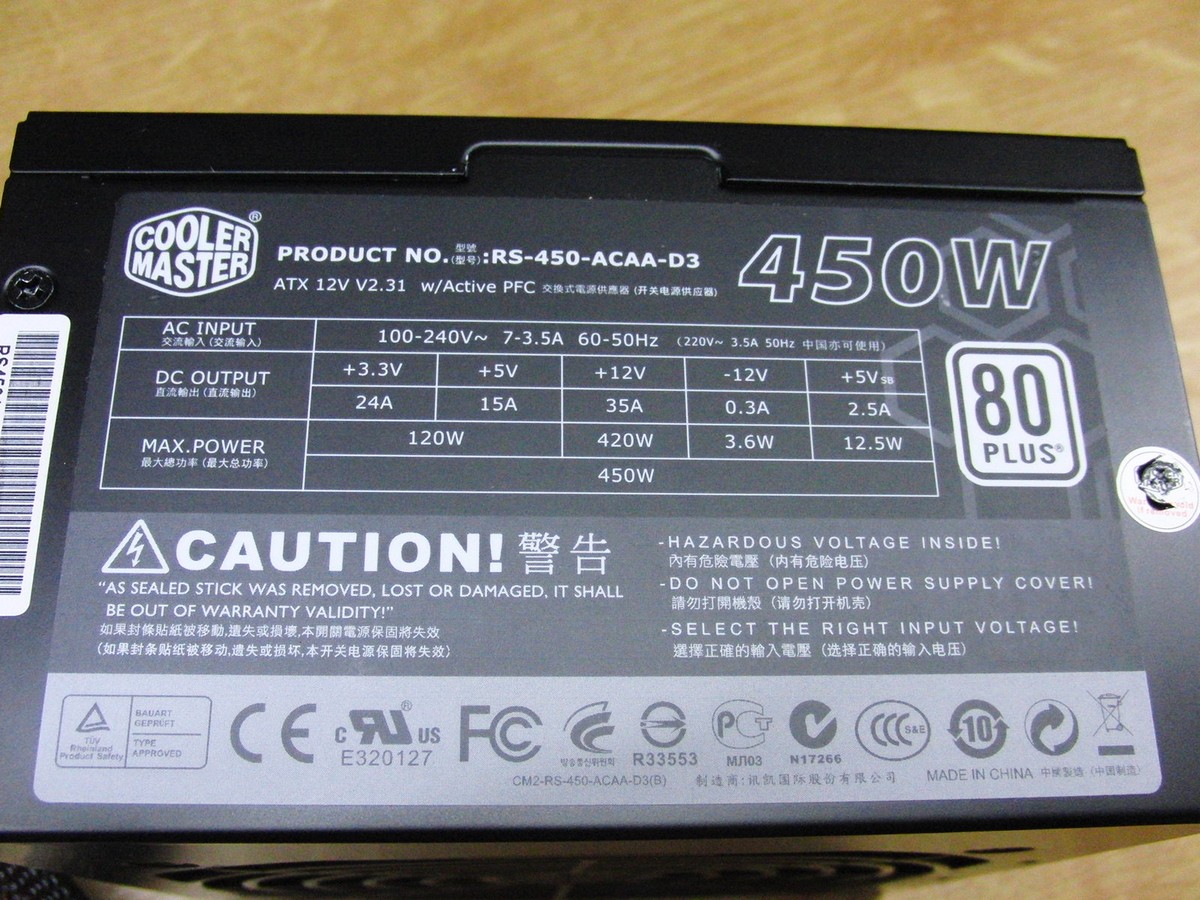 COOLER MASTER®
PRODUCT NO.(型號 型号):RS-450-ACAA-D3
450W
ATX 12V V2.31 w/Active PFC 交換式電源供應器 (开关电源供应器)
AC INPUT 100-240V~ 7-3.5A 60-50Hz (220V~ 3.5A 50Hz 中国亦可使用)
交流輸入 (交流输入)
DC OUTPUT +3.3V +5V +12V -12V +5VSB
直流輸出 (直流输出) 24A 15A 35A 0.3A 2.5A
MAX.POWER 120W 420W 3.6W 12.5W
最大總功率 (最大总功率) 450W
80
PLUS®
CAUTION! 警告
“AS SEALED STICK WAS REMOVED, LOST OR DAMAGED, IT SHALL
BE OUT OF WARRANTY VALIDITY!”
如果封條貼紙被移動,遺失或損壞,本開關電源保固將失效
(如果封条贴纸被移动,遗失或损坏,本开关电源保固将失效)
-HAZARDOUS VOLTAGE INSIDE!
內有危險電壓 (内有危险电压)
-DO NOT OPEN POWER SUPPLY COVER!
請勿打開機殼 (请勿打开机壳)
-SELECT THE RIGHT INPUT VOLTAGE!
選擇正確的輸入電壓 (选择正确的输入电压)
TÜV
Rheinland
Product Safety
BAUART
GEPRÜFT
TYPE
APPROVED
CE
c RU® US
E320127
FC
방송통신위원회
R33553
РСТ
МЛ03
N17266
CCC S&E
10
CM2-RS-450-ACAA-D3(B)
制造商:讯凯国际股份有限公司
MADE IN CHINA 中國製造 (中国制造)